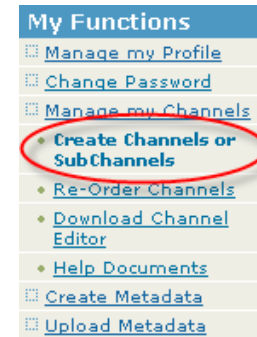 My Functions
Manage my Profile
Change Password
Manage my Channels
Create Channels or
SubChannels
Re-Order Channels
Download Channel
Editor
Help Documents
Create Metadata
Upload Metadata